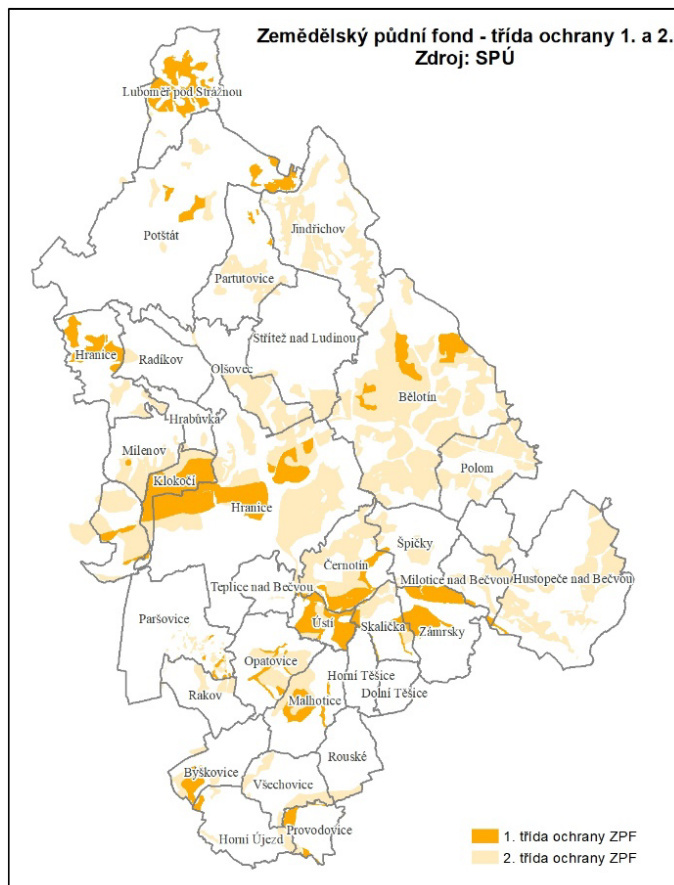 Zemědělský půdní fond - třída ochrany 1. a 2.
Zdroj: SPÚ
Luboměř pod Strážnou
Potštát
Jindřichov
Partutovice
Střítež nad Ludinou
Hranice
Radíkov
Olšovec
Bělotín
Hrabůvka
Milenov
Polom
Klokočí
Hranice
Špičky
Černotín
Teplice nad Bečvou
Milotice nad Bečvou
Hustopeče nad Bečvou
Paršovice
Ústí
Skalička
Zámrsky
Opatovice
Horní Těšice
Rakov
Dolní Těšice
Malhotice
Rouské
Býškovice
Všechovice
Provodovice
Horní Újezd
1. třída ochrany ZPF
2. třída ochrany ZPF